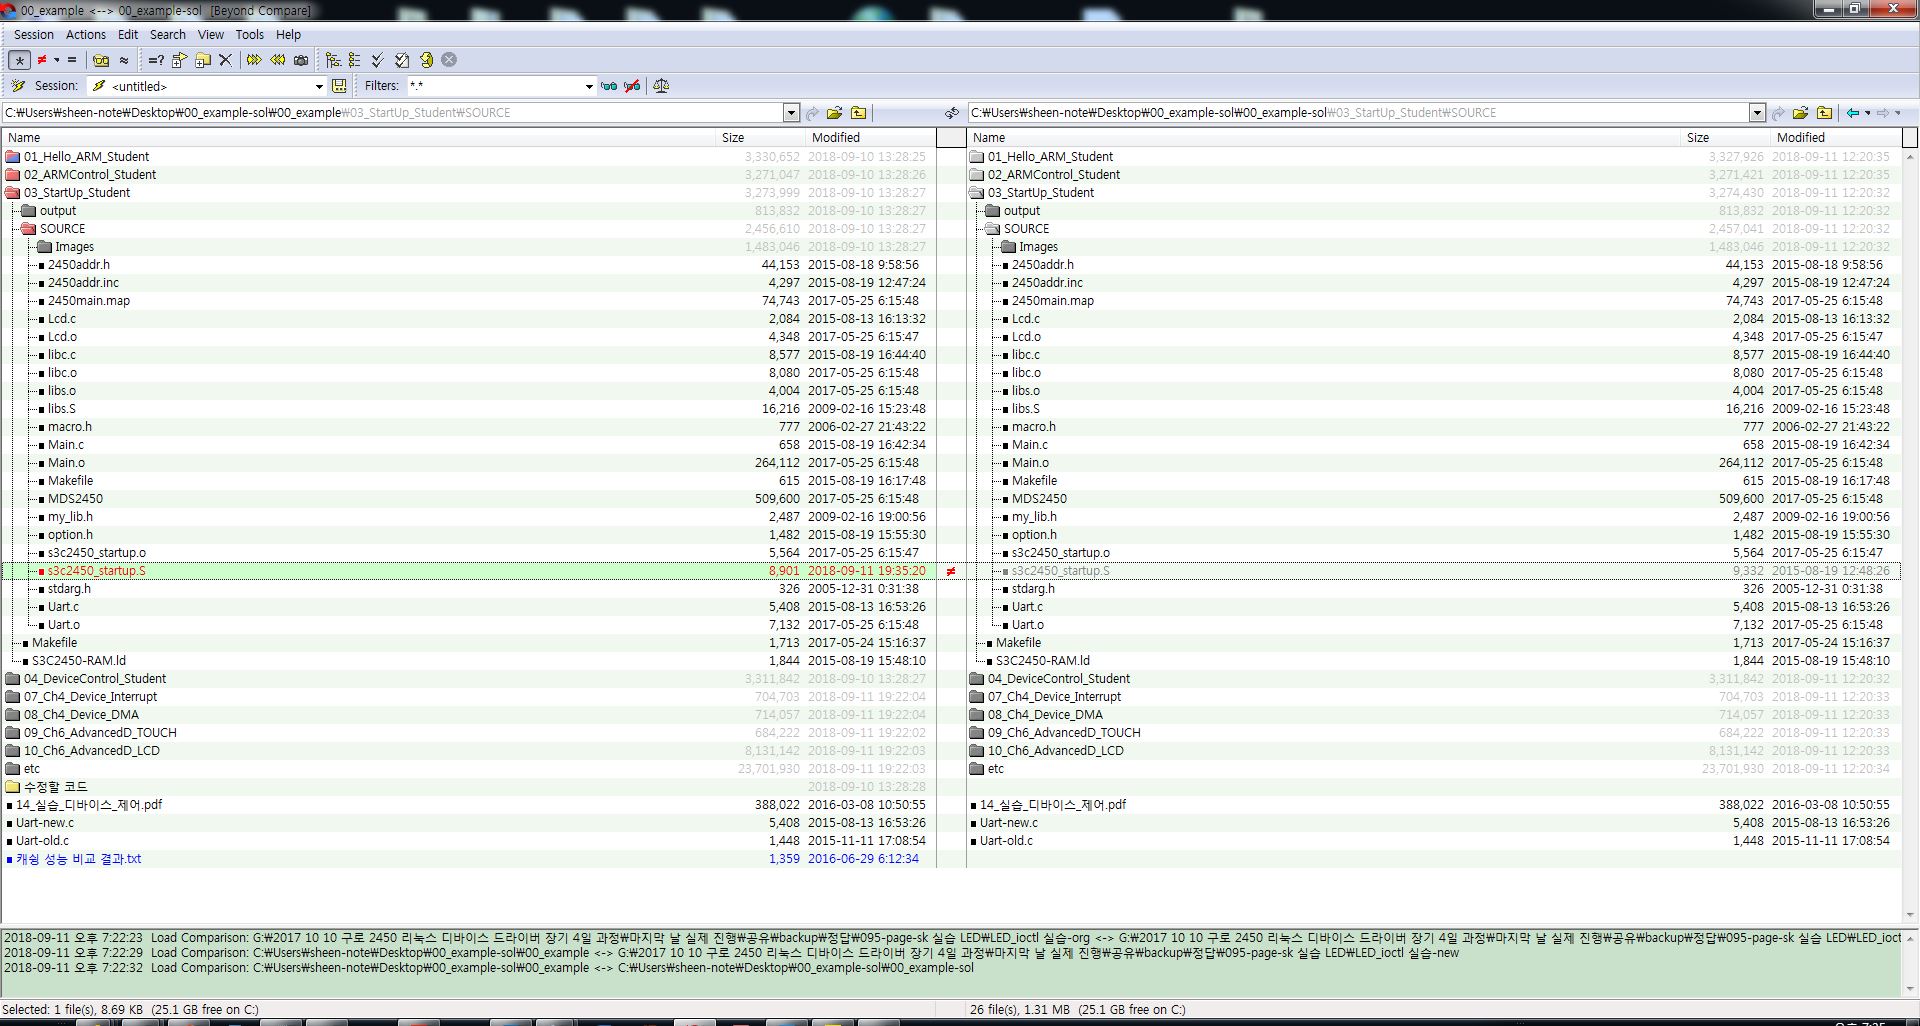 00_example <--> 00_example-sol [Beyond Compare]
Session Actions Edit Search View Tools Help
Session: <untitled> Filters: *.*
C:₩Users₩sheen-note₩Desktop₩00_example-sol₩00_example₩03_StartUp_Student₩SOURCE C:₩Users₩sheen-note₩Desktop₩00_example-sol₩00_example-sol₩03_StartUp_Student₩SOURCE
Name Size Modified Name Size Modified
01_Hello_ARM_Student 3,330,652 2018-09-10 13:28:25 01_Hello_ARM_Student 3,327,926 2018-09-11 12:20:35
02_ARMControl_Student 3,271,047 2018-09-10 13:28:26 02_ARMControl_Student 3,271,421 2018-09-11 12:20:35
03_StartUp_Student 3,273,999 2018-09-10 13:28:27 03_StartUp_Student 3,274,430 2018-09-11 12:20:32
output 813,832 2018-09-10 13:28:27 output 813,832 2018-09-11 12:20:32
SOURCE 2,456,610 2018-09-10 13:28:27 SOURCE 2,457,041 2018-09-11 12:20:32
Images 1,483,046 2018-09-10 13:28:27 Images 1,483,046 2018-09-11 12:20:32
2450addr.h 44,153 2015-08-18 9:58:56 2450addr.h 44,153 2015-08-18 9:58:56
2450addr.inc 4,297 2015-08-19 12:47:24 2450addr.inc 4,297 2015-08-19 12:47:24
2450main.map 74,743 2017-05-25 6:15:48 2450main.map 74,743 2017-05-25 6:15:48
Lcd.c 2,084 2015-08-13 16:13:32 Lcd.c 2,084 2015-08-13 16:13:32
Lcd.o 4,348 2017-05-25 6:15:47 Lcd.o 4,348 2017-05-25 6:15:47
libc.c 8,577 2015-08-19 16:44:40 libc.c 8,577 2015-08-19 16:44:40
libc.o 8,080 2017-05-25 6:15:48 libc.o 8,080 2017-05-25 6:15:48
libs.o 4,004 2017-05-25 6:15:48 libs.o 4,004 2017-05-25 6:15:48
libs.S 16,216 2009-02-16 15:23:48 libs.S 16,216 2009-02-16 15:23:48
macro.h 777 2006-02-27 21:43:22 macro.h 777 2006-02-27 21:43:22
Main.c 658 2015-08-19 16:42:34 Main.c 658 2015-08-19 16:42:34
Main.o 264,112 2017-05-25 6:15:48 Main.o 264,112 2017-05-25 6:15:48
Makefile 615 2015-08-19 16:17:48 Makefile 615 2015-08-19 16:17:48
MDS2450 509,600 2017-05-25 6:15:48 MDS2450 509,600 2017-05-25 6:15:48
my_lib.h 2,487 2009-02-16 19:00:56 my_lib.h 2,487 2009-02-16 19:00:56
option.h 1,482 2015-08-19 15:55:30 option.h 1,482 2015-08-19 15:55:30
s3c2450_startup.o 5,564 2017-05-25 6:15:47 s3c2450_startup.o 5,564 2017-05-25 6:15:47
s3c2450_startup.S 8,901 2018-09-11 19:35:20 ≠ s3c2450_startup.S 9,332 2015-08-19 12:48:26
stdarg.h 326 2005-12-31 0:31:38 stdarg.h 326 2005-12-31 0:31:38
Uart.c 5,408 2015-08-13 16:53:26 Uart.c 5,408 2015-08-13 16:53:26
Uart.o 7,132 2017-05-25 6:15:48 Uart.o 7,132 2017-05-25 6:15:48
Makefile 1,713 2017-05-24 15:16:37 Makefile 1,713 2017-05-24 15:16:37
S3C2450-RAM.ld 1,844 2015-08-19 15:48:10 S3C2450-RAM.ld 1,844 2015-08-19 15:48:10
04_DeviceControl_Student 3,311,842 2018-09-10 13:28:27 04_DeviceControl_Student 3,311,842 2018-09-11 12:20:32
07_Ch4_Device_Interrupt 704,703 2018-09-11 19:22:04 07_Ch4_Device_Interrupt 704,703 2018-09-11 12:20:33
08_Ch4_Device_DMA 714,057 2018-09-11 19:22:04 08_Ch4_Device_DMA 714,057 2018-09-11 12:20:33
09_Ch6_AdvancedD_TOUCH 684,222 2018-09-11 19:22:02 09_Ch6_AdvancedD_TOUCH 684,222 2018-09-11 12:20:33
10_Ch6_AdvancedD_LCD 8,131,142 2018-09-11 19:22:03 10_Ch6_AdvancedD_LCD 8,131,142 2018-09-11 12:20:33
etc 23,701,930 2018-09-11 19:22:03 etc 23,701,930 2018-09-11 12:20:34
수정할 코드 2018-09-10 13:28:28
14_실습_디바이스_제어.pdf 388,022 2016-03-08 10:50:55 14_실습_디바이스_제어.pdf 388,022 2016-03-08 10:50:55
Uart-new.c 5,408 2015-08-13 16:53:26 Uart-new.c 5,408 2015-08-13 16:53:26
Uart-old.c 1,448 2015-11-11 17:08:54 Uart-old.c 1,448 2015-11-11 17:08:54
캐싱 성능 비교 결과.txt 1,359 2016-06-29 6:12:34
2018-09-11 오후 7:22:23 Load Comparison: G:₩2017 10 10 구로 2450 리눅스 디바이스 드라이버 장기 4일 과정₩마지막 날 실제 진행₩공유₩backup₩정답₩095-page-sk 실습 LED₩LED_ioctl 실습-org <-> G:₩2017 10 10 구로 2450 리눅스 디바이스 드라이버 장기 4일 과정₩마지막 날 실제 진행₩공유₩backup₩정답₩095-page-sk 실습 LED₩LED_ioct
2018-09-11 오후 7:22:29 Load Comparison: C:₩Users₩sheen-note₩Desktop₩00_example-sol₩00_example <-> G:₩2017 10 10 구로 2450 리눅스 디바이스 드라이버 장기 4일 과정₩마지막 날 실제 진행₩공유₩backup₩정답₩095-page-sk 실습 LED₩LED_ioctl 실습-new
2018-09-11 오후 7:22:32 Load Comparison: C:₩Users₩sheen-note₩Desktop₩00_example-sol₩00_example <-> C:₩Users₩sheen-note₩Desktop₩00_example-sol₩00_example-sol
Selected: 1 file(s), 8.69 KB (25.1 GB free on C:) 26 file(s), 1.31 MB (25.1 GB free on C:)